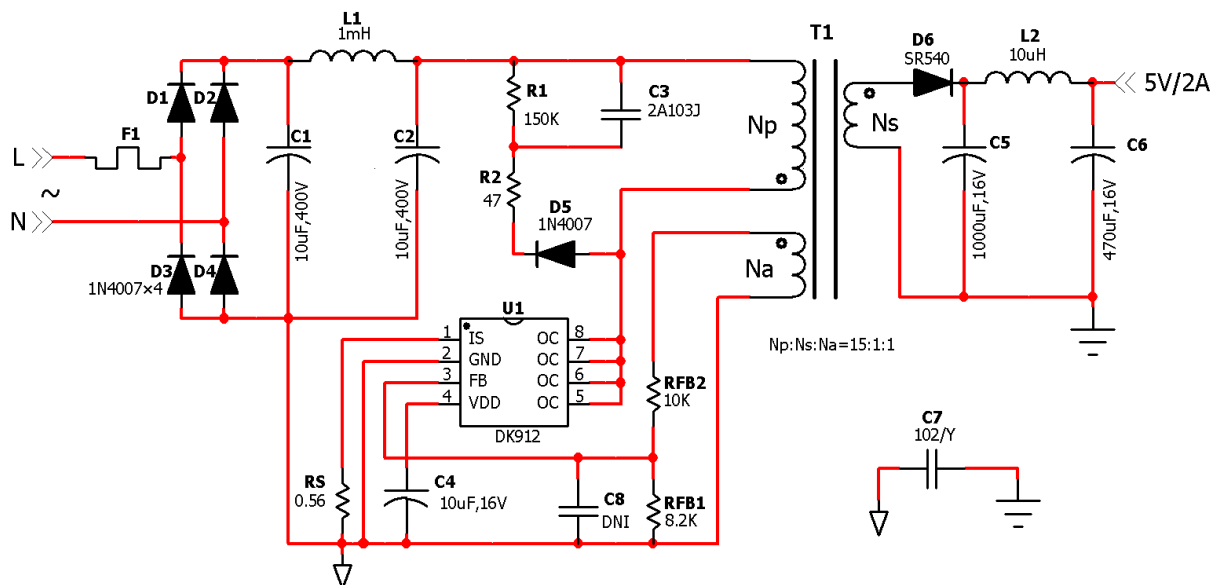 L1
1mH
T1
D6
SR540
L2
10uH
5V/2A
D1
D2
F1
L
~
N
C1
10uF,400V
C2
10uF,400V
R1
150K
C3
2A103J
R2
47
D5
1N4007
Np
Ns
Na
C5
1000uF,16V
C6
470uF,16V
D3
D4
1N4007×4
U1
1
IS
OC
8
2
GND
OC
7
3
FB
OC
6
4
VDD
OC
5
DK912
Np:Ns:Na=15:1:1
RFB2
10K
RS
0.56
C4
10uF,16V
C8
DNI
RFB1
8.2K
C7
102/Y